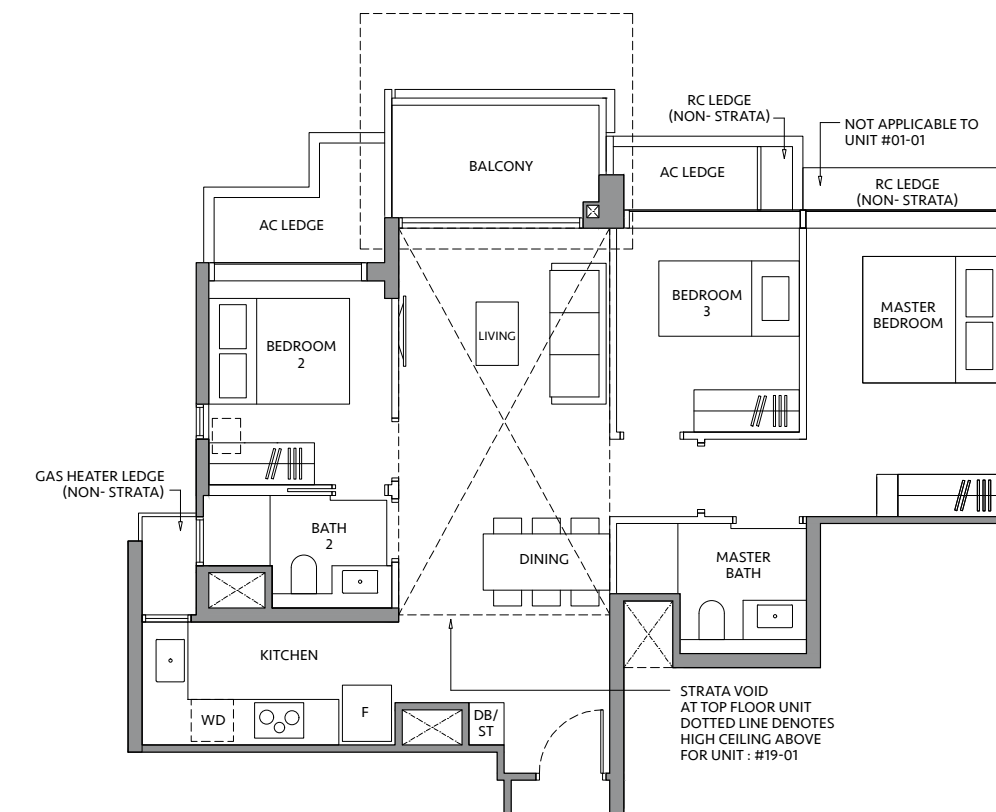 RC LEDGE
(NON- STRATA)
NOT APPLICABLE TO
UNIT #01-01
BALCONY
AC LEDGE
RC LEDGE
(NON- STRATA)
AC LEDGE
BEDROOM
3
MASTER
BEDROOM
LIVING
BEDROOM
2
GAS HEATER LEDGE
(NON- STRATA)
BATH
2
DINING
MASTER
BATH
KITCHEN
WD
F
DB/
ST
STRATA VOID
AT TOP FLOOR UNIT
DOTTED LINE DENOTES
HIGH CEILING ABOVE
FOR UNIT : #19-01